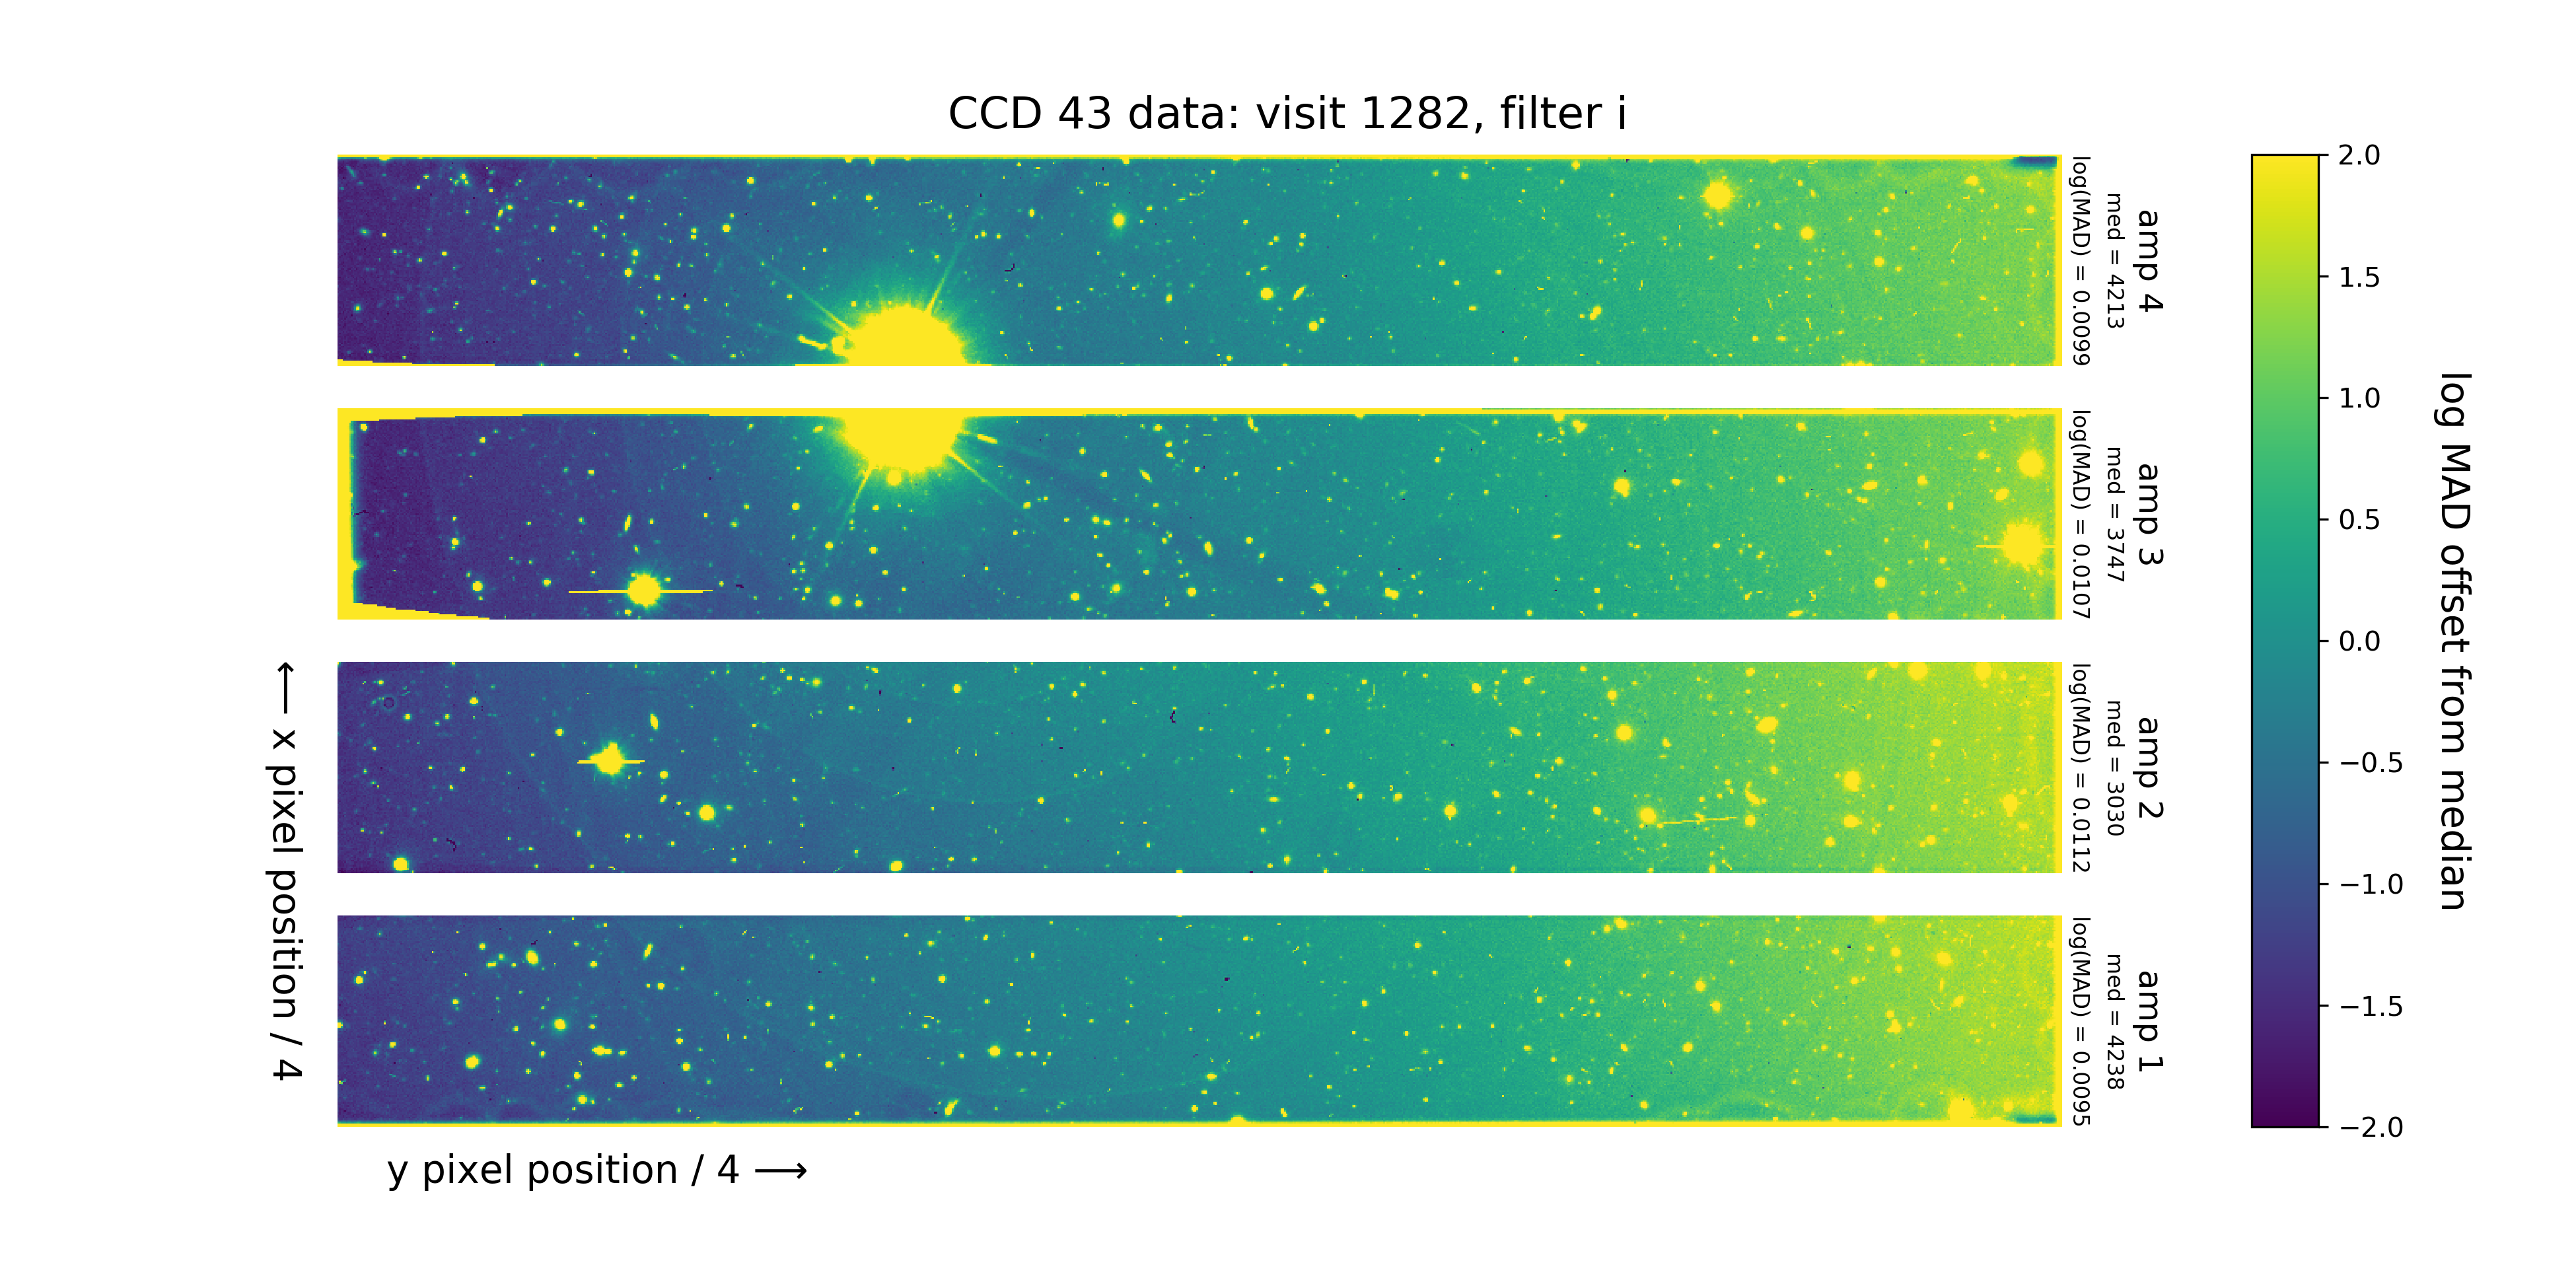 CCD 43 data: visit 1282, filter i
amp 4
med = 4213
log(MAD) = 0.0099
amp 3
med = 3747
log(MAD) = 0.0107
amp 2
med = 3030
log(MAD) = 0.0112
amp 1
med = 4238
log(MAD) = 0.0095
⟵ x pixel position / 4
y pixel position / 4 ⟶
2.0
1.5
1.0
0.5
0.0
−0.5
−1.0
−1.5
−2.0
log MAD offset from median